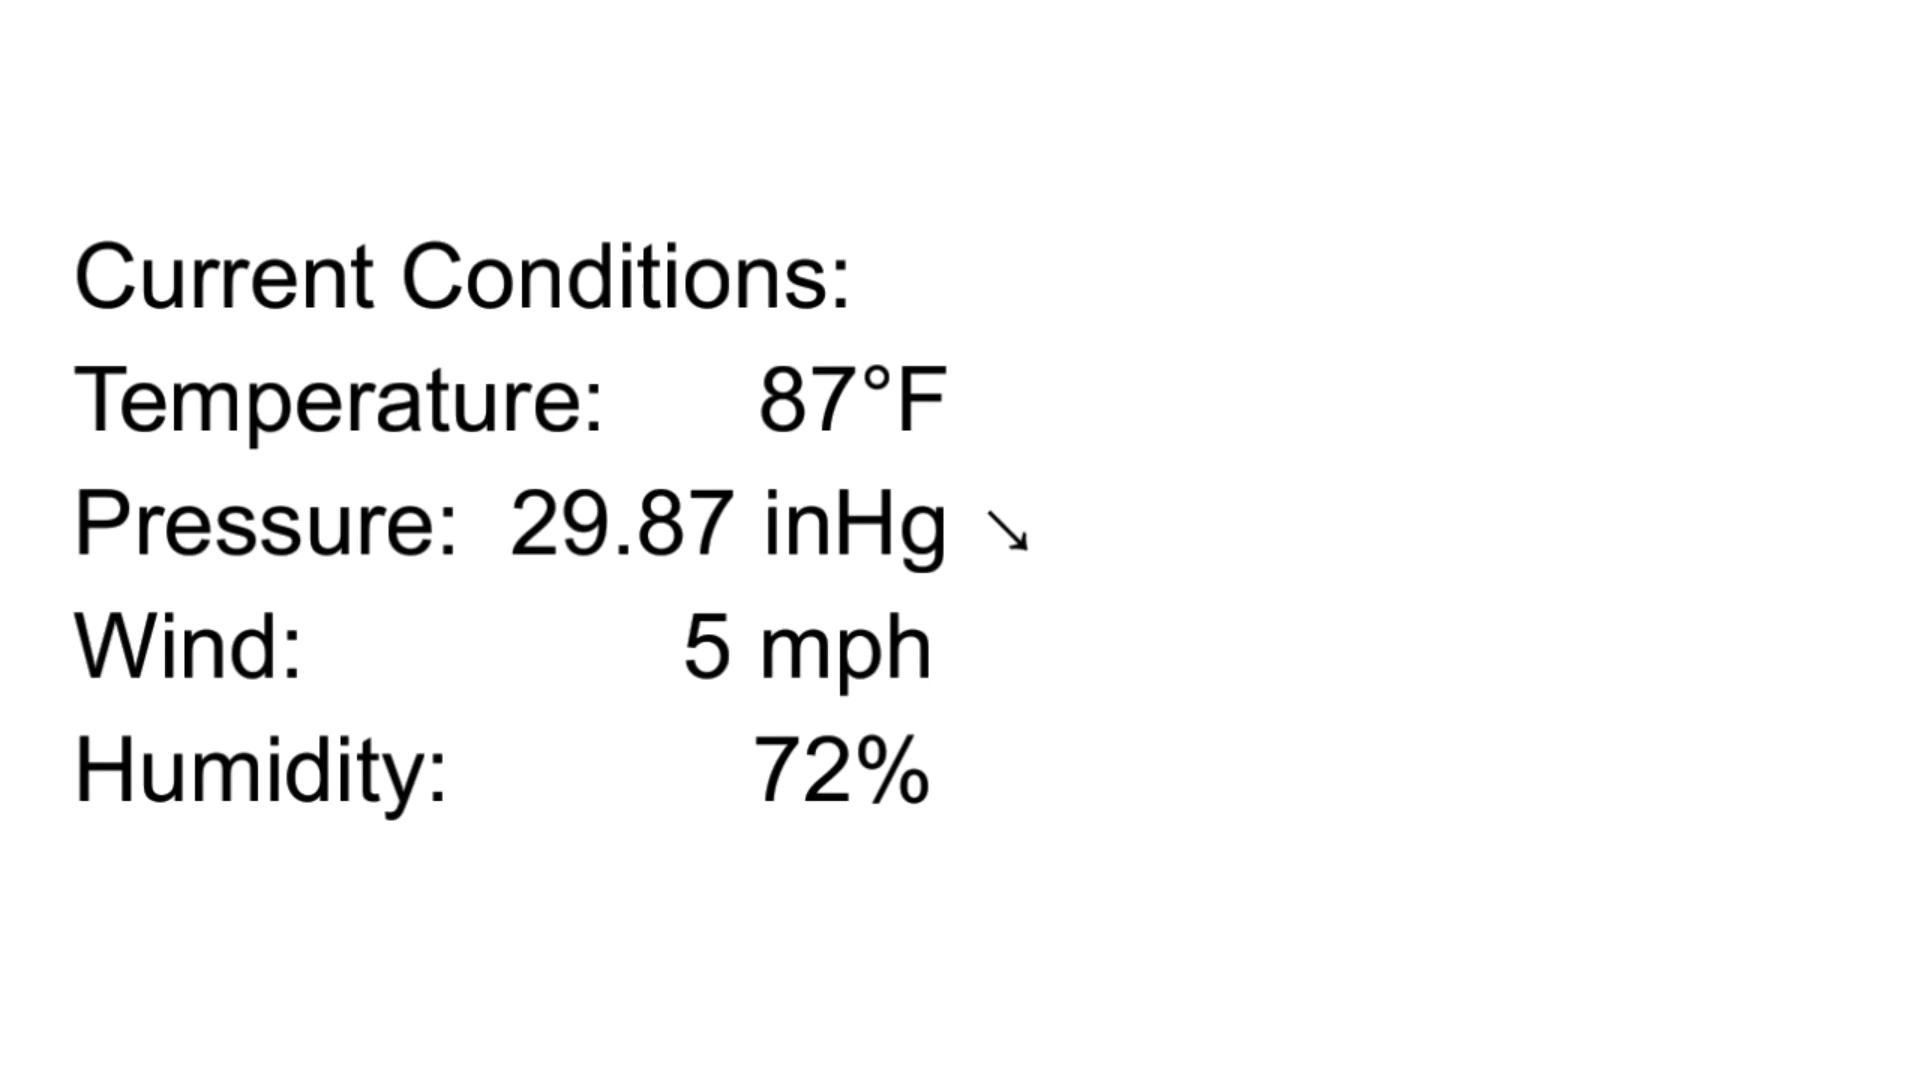 Current Conditions:
Temperature: 87°F
Pressure: 29.87 inHg ↘
Wind: 5 mph
Humidity: 72%